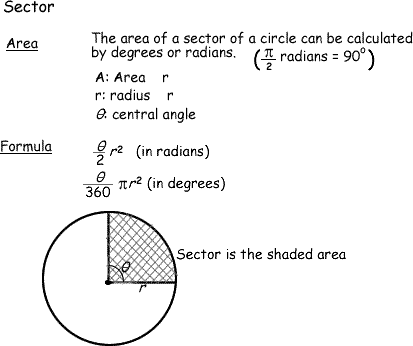 Sector
Area The area of a sector of a circle can be calculated
by degrees or radians. (π/2 radians = 90°)
A: Area r
r: radius r
θ: central angle
Formula θ/2 r² (in radians)
θ/360 πr² (in degrees)
Sector is the shaded area
θ
r